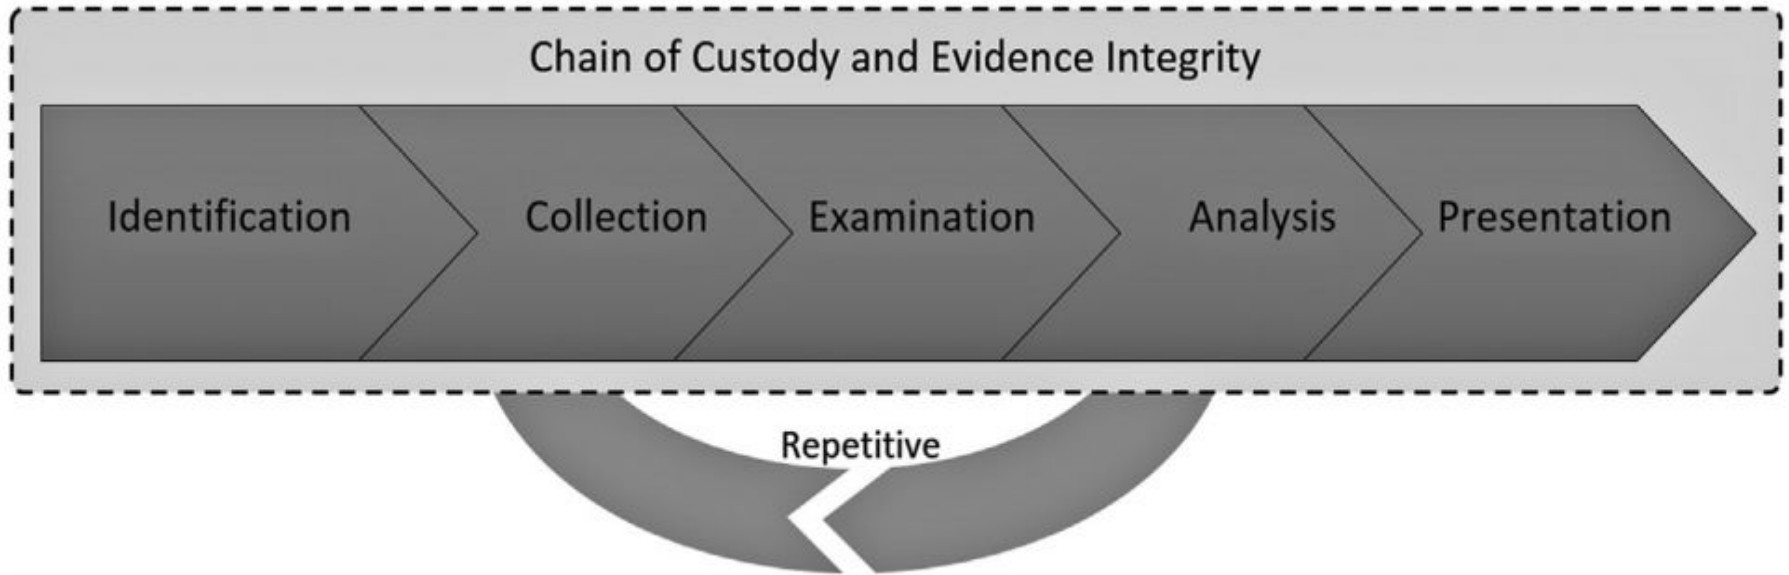 Chain of Custody and Evidence Integrity
Identification
Collection
Examination
Analysis
Presentation
Repetitive